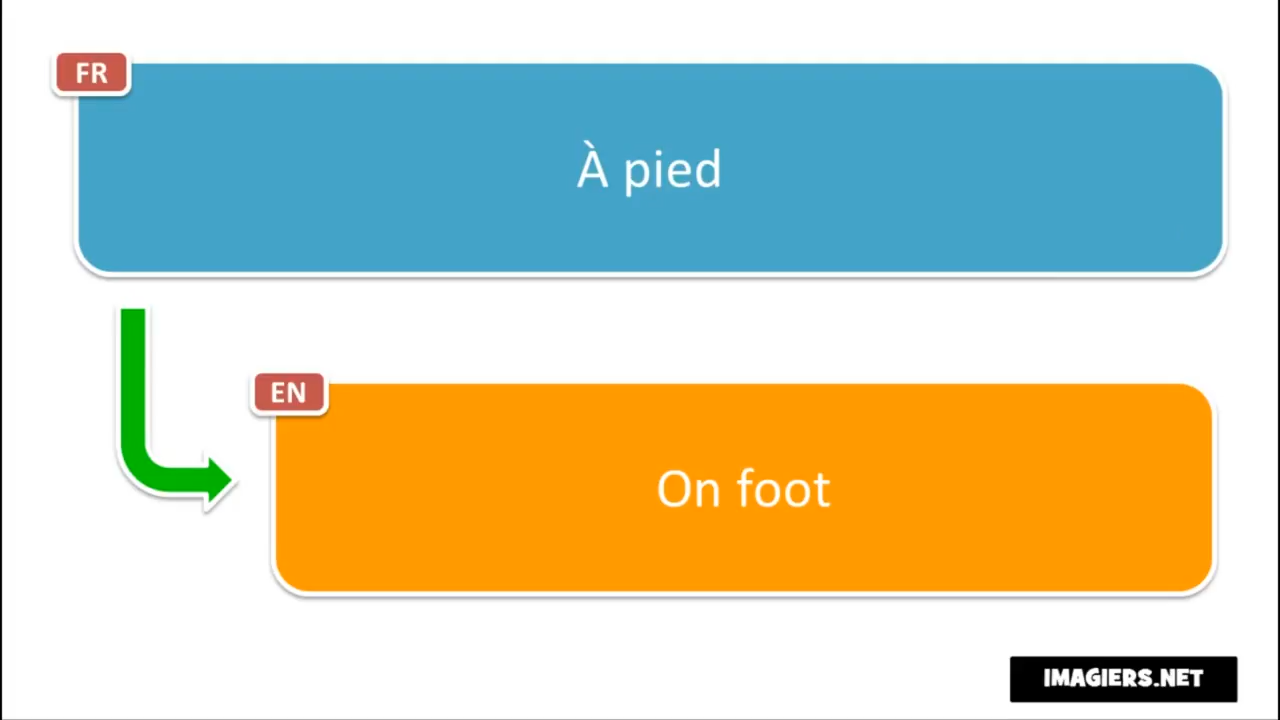 FR
À pied
EN
On foot
IMAGIERS.NET